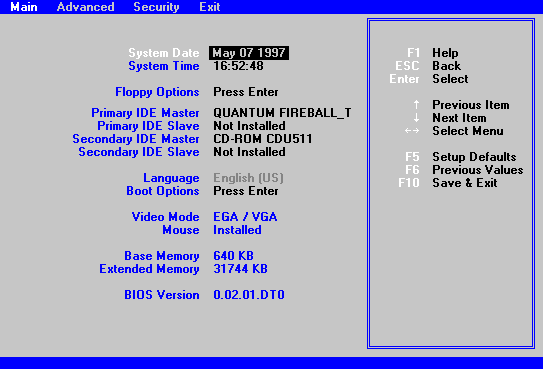 Main Advanced Security Exit
System Date May 07 1997
System Time 16:52:48
Floppy Options Press Enter
Primary IDE Master QUANTUM FIREBALL_T
Primary IDE Slave Not Installed
Secondary IDE Master CD-ROM CDU511
Secondary IDE Slave Not Installed
Language English (US)
Boot Options Press Enter
Video Mode EGA / VGA
Mouse Installed
Base Memory 640 KB
Extended Memory 31744 KB
BIOS Version 0.02.01.DT0
F1 Help
ESC Back
Enter Select
↑ Previous Item
↓ Next Item
↔ Select Menu
F5 Setup Defaults
F6 Previous Values
F10 Save & Exit